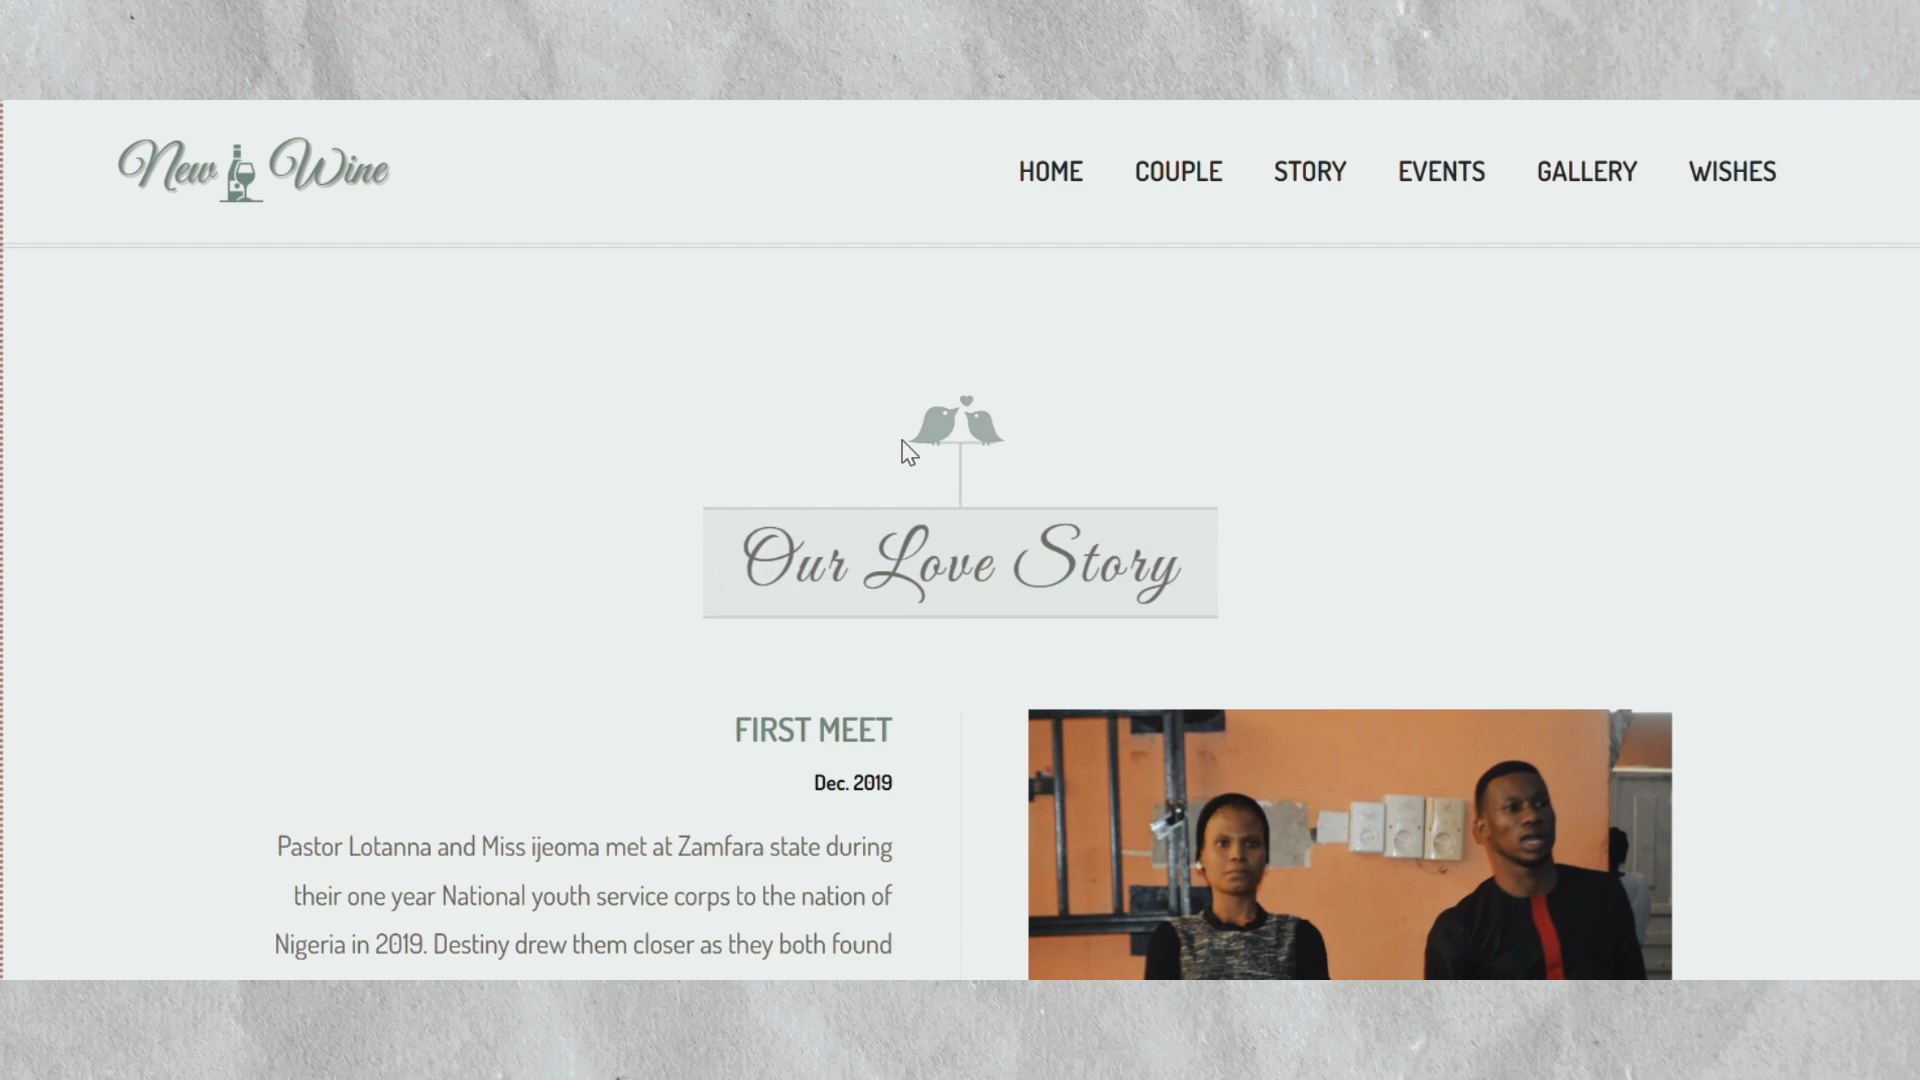 New Wine
HOME COUPLE STORY EVENTS GALLERY WISHES
Our Love Story
FIRST MEET
Dec. 2019
Pastor Lotanna and Miss ijeoma met at Zamfara state during
their one year National youth service corps to the nation of
Nigeria in 2019. Destiny drew them closer as they both found